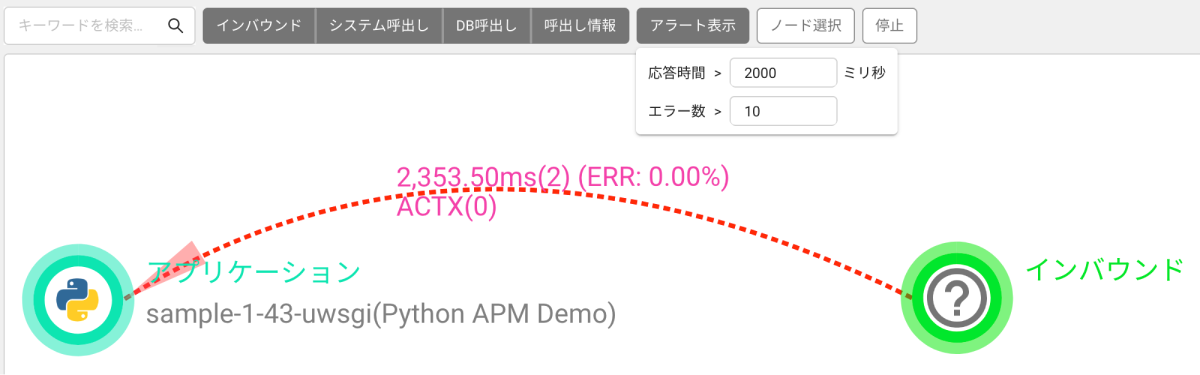 キーワードを検索...
インバウンド システム呼出し DB呼出し 呼出し情報 アラート表示 ノード選択 停止
応答時間 > 2000 ミリ秒
エラー数 > 10
2,353.50ms(2) (ERR: 0.00%)
ACTX(0)
アプリケーション
sample-1-43-uwsgi(Python APM Demo)
インバウンド